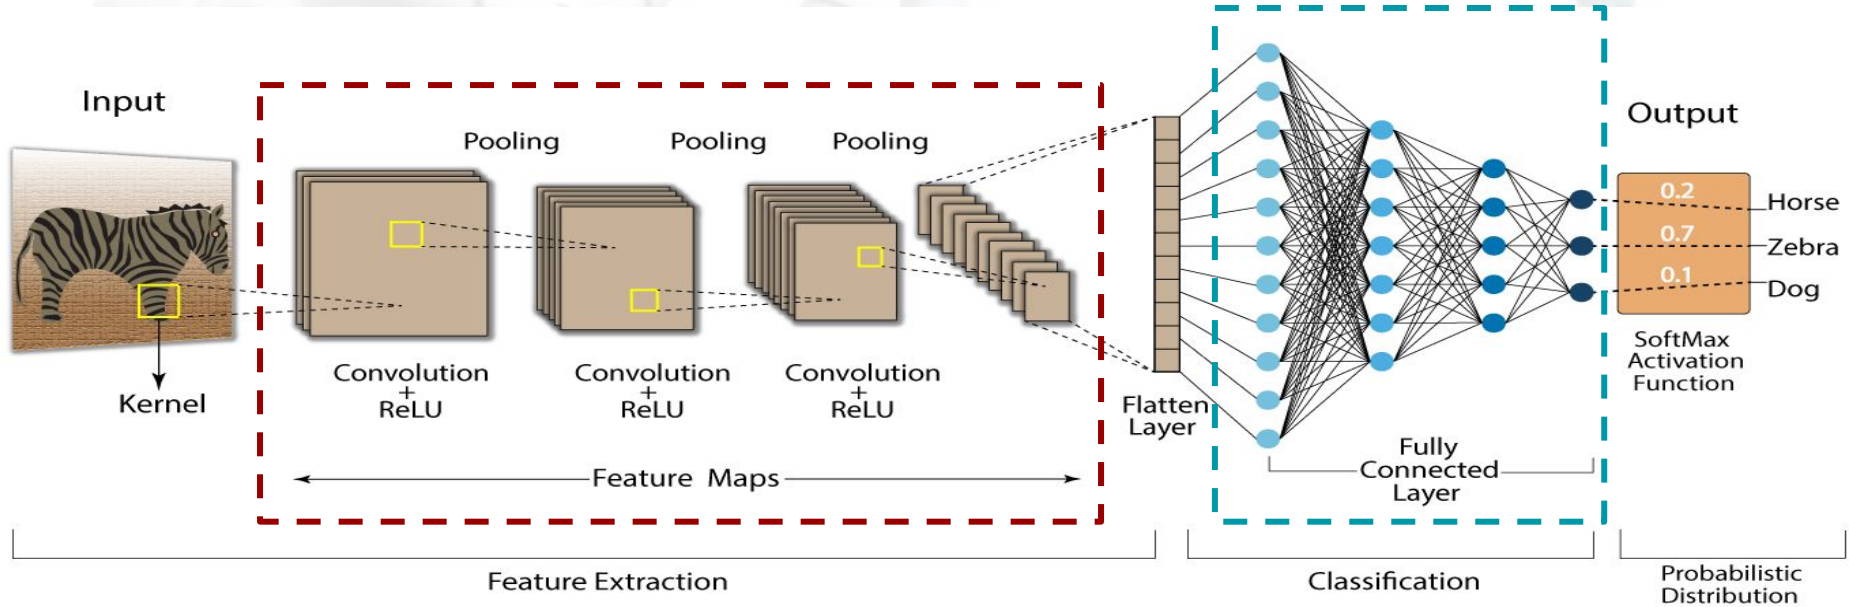 Input
Kernel
Pooling
Pooling
Pooling
Convolution
+
ReLU
Convolution
+
ReLU
Convolution
+
ReLU
Feature Maps
Flatten
Layer
Fully
Connected
Layer
Output
0.2
Horse
0.7
Zebra
0.1
Dog
SoftMax
Activation
Function
Feature Extraction
Classification
Probabilistic
Distribution